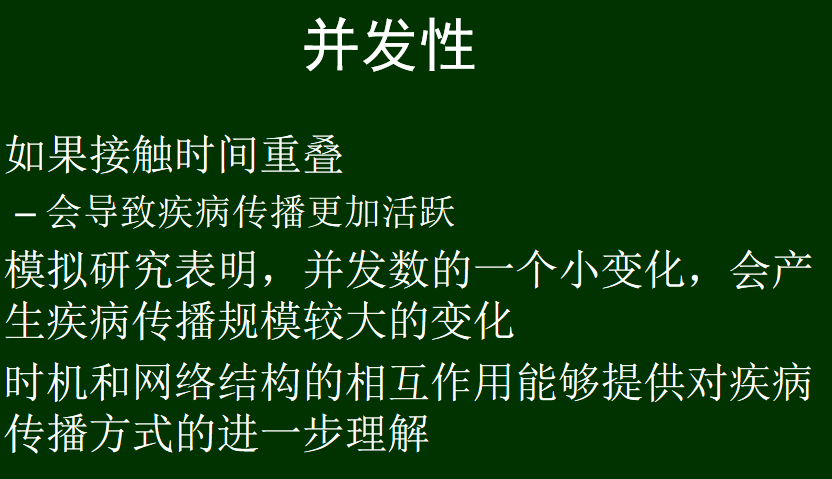 并发性
如果接触时间重叠
– 会导致疾病传播更加活跃
模拟研究表明，并发数的一个小变化，会产
生疾病传播规模较大的变化
时机和网络结构的相互作用能够提供对疾病
传播方式的进一步理解